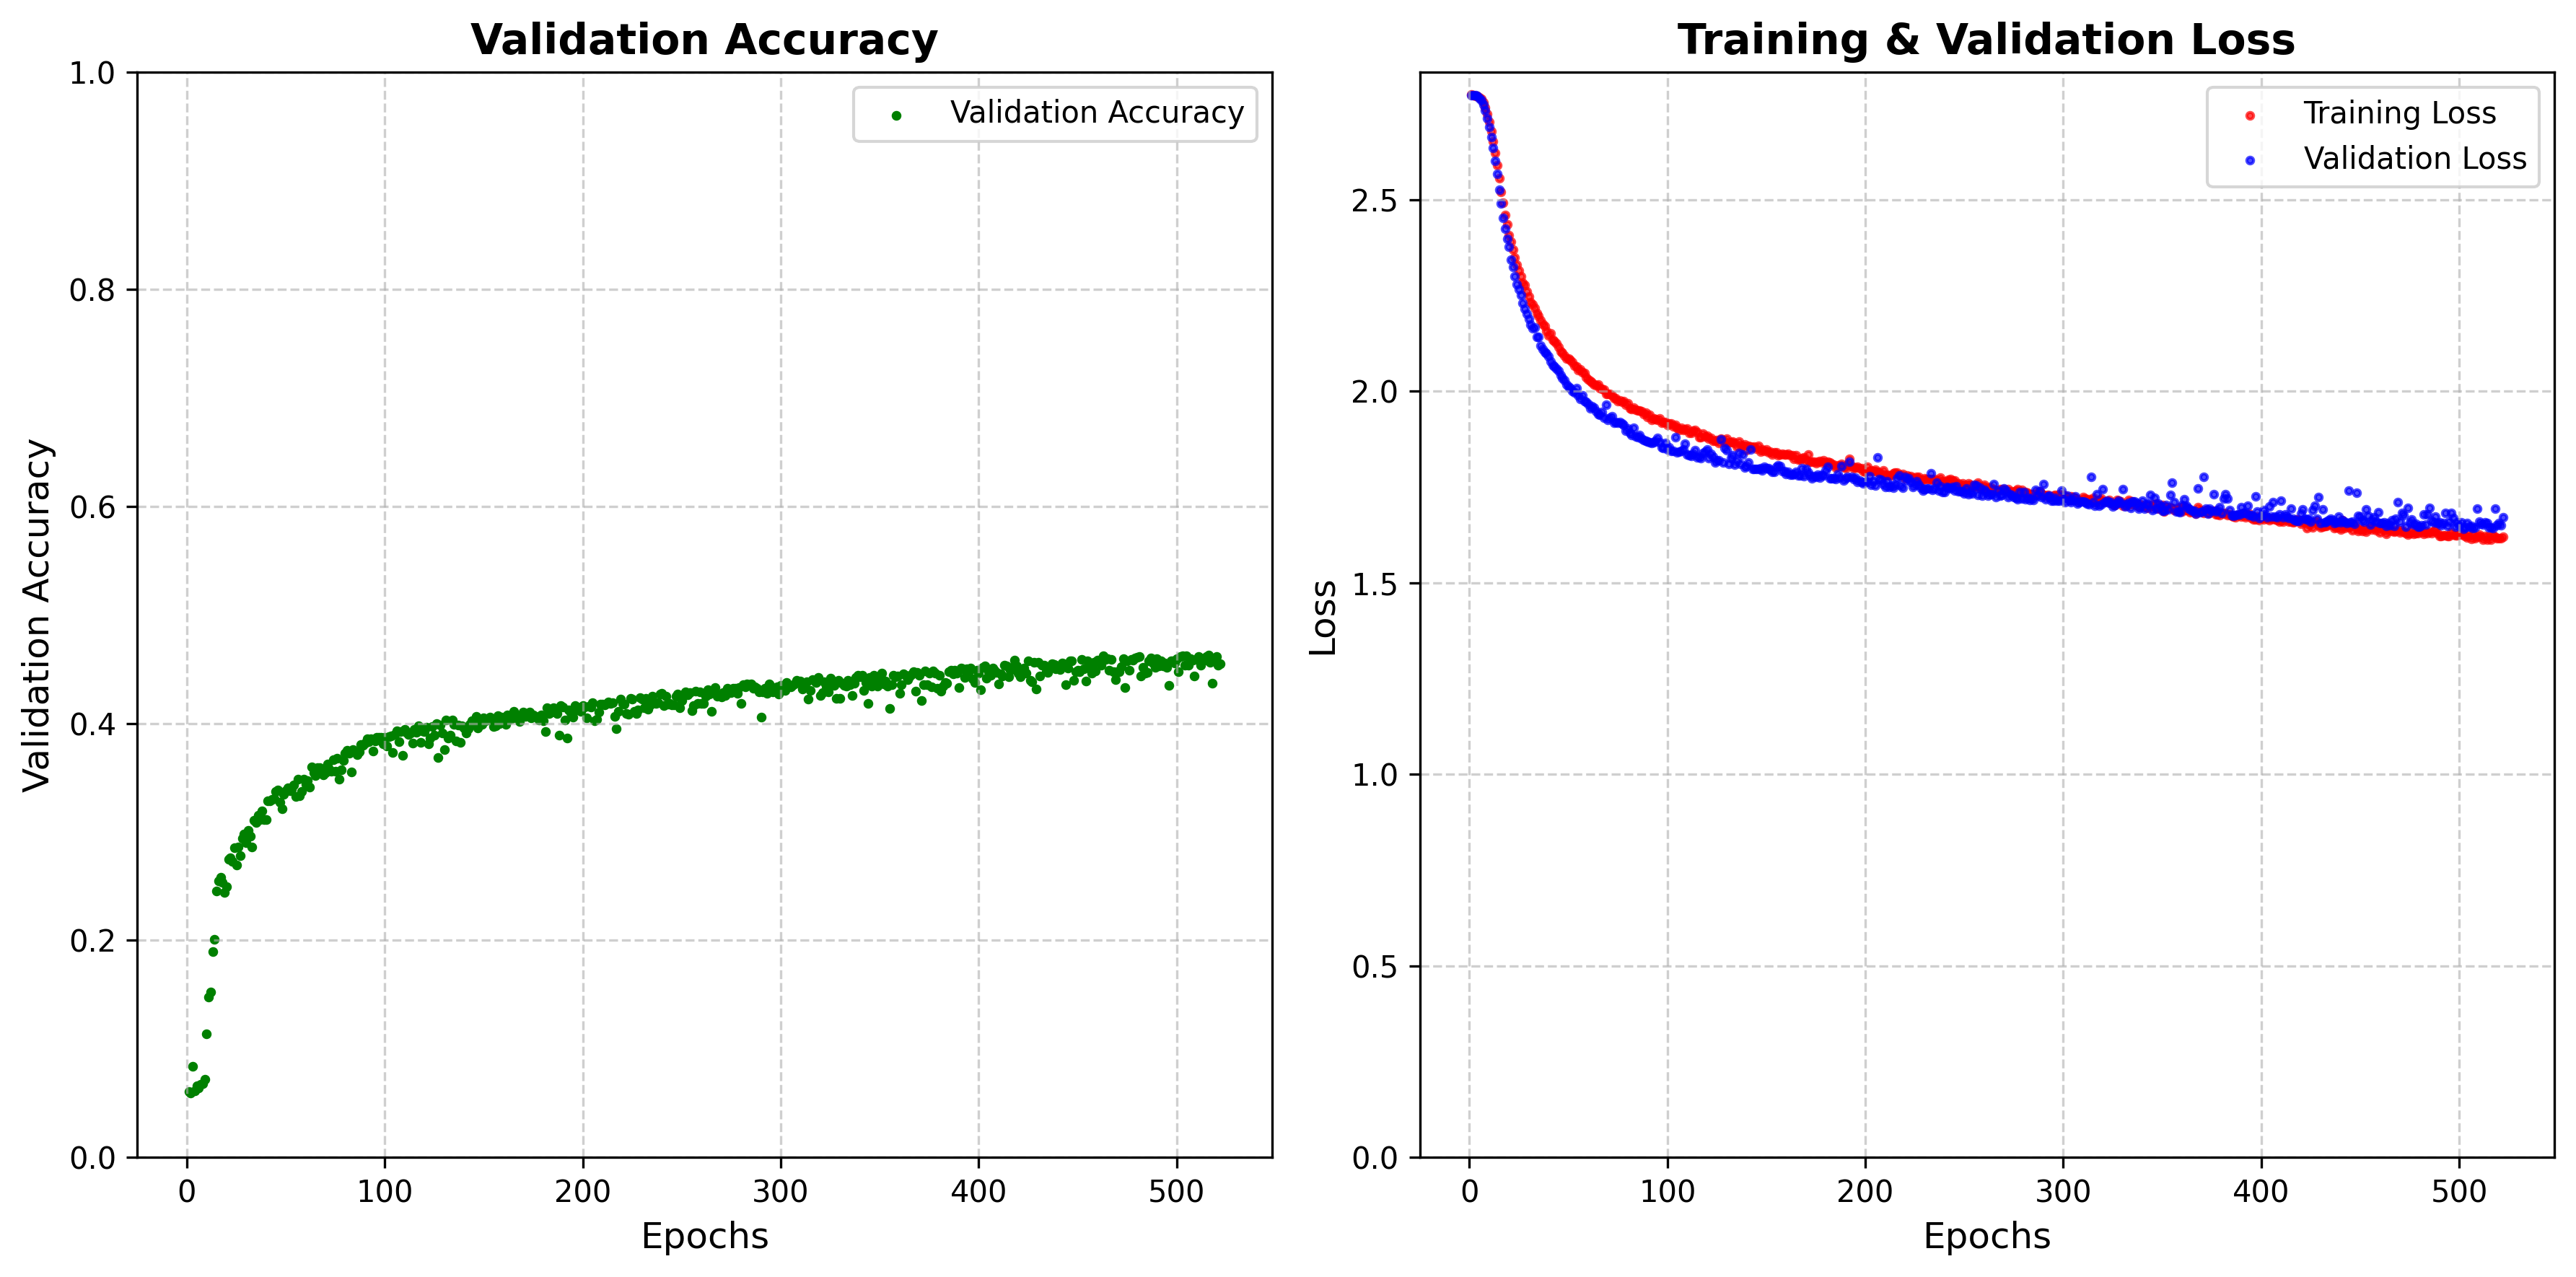 Validation Accuracy
Validation Accuracy
1.0
0.8
0.6
0.4
0.2
0.0
Validation Accuracy
0 100 200 300 400 500
Epochs
Training & Validation Loss
Training Loss
Validation Loss
2.5
2.0
1.5
1.0
0.5
0.0
Loss
0 100 200 300 400 500
Epochs